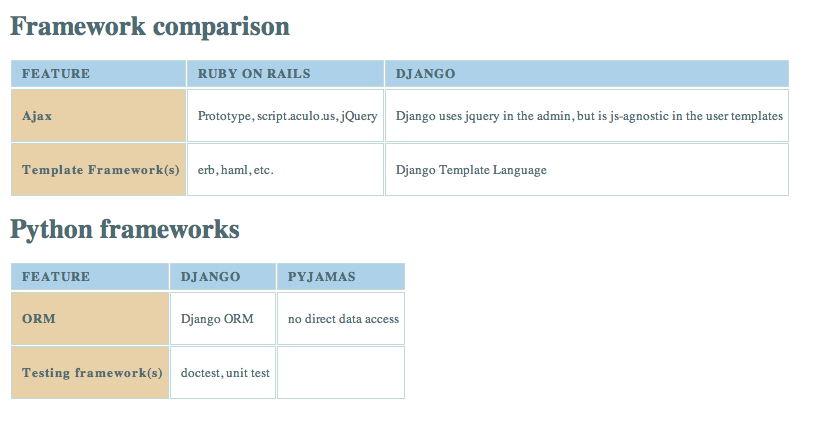 Framework comparison
FEATURE RUBY ON RAILS DJANGO
Ajax Prototype, script.aculo.us, jQuery Django uses jquery in the admin, but is js-agnostic in the user templates
Template Framework(s) erb, haml, etc. Django Template Language
Python frameworks
FEATURE DJANGO PYJAMAS
ORM Django ORM no direct data access
Testing framework(s) doctest, unit test